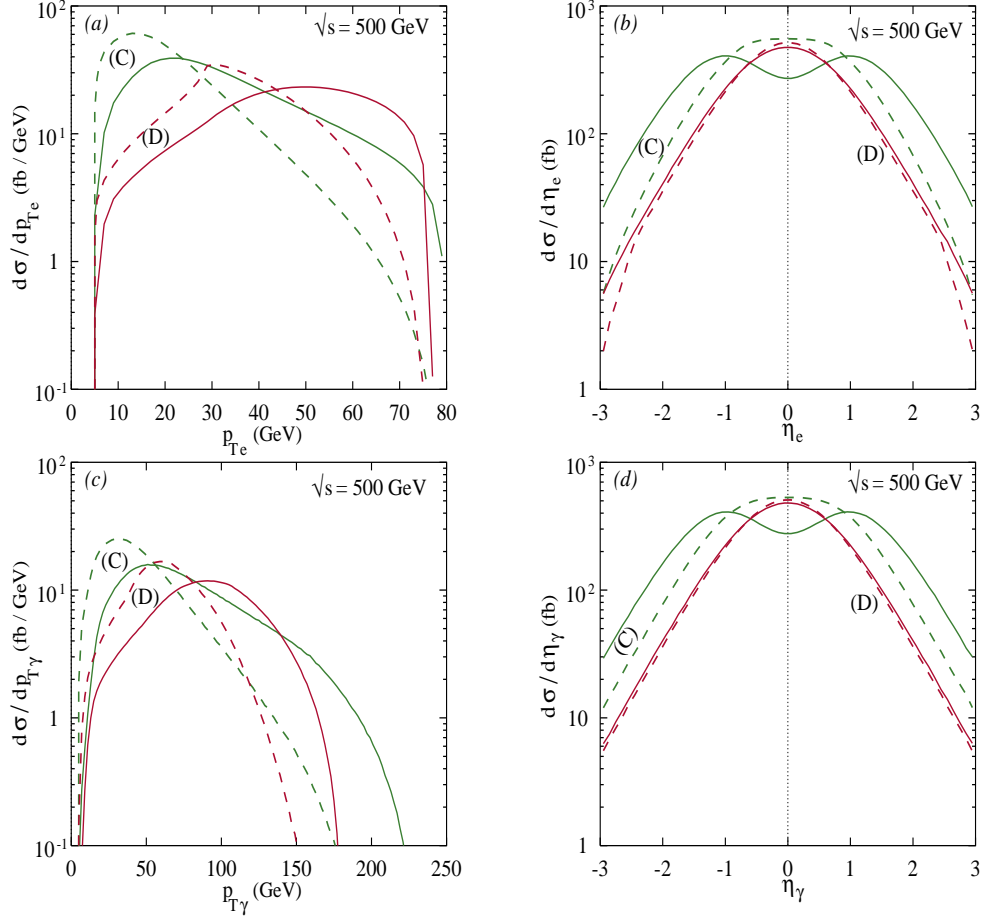 (a) √s = 500 GeV
(C)
(D)
dσ / dp_Te (fb / GeV)
10^2
10^1
1
10^-1
0 10 20 30 40 50 60 70 80
p_Te (GeV)
(b) √s = 500 GeV
(C)
(D)
dσ / dη_e (fb)
10^3
10^2
10
1
-3 -2 -1 0 1 2 3
η_e
(c) √s = 500 GeV
(C)
(D)
dσ / dp_Tγ (fb / GeV)
10^2
10^1
1
10^-1
0 50 100 150 200 250
p_Tγ (GeV)
(d) √s = 500 GeV
(C)
(D)
dσ / dη_γ (fb)
10^3
10^2
10
1
-3 -2 -1 0 1 2 3
η_γ